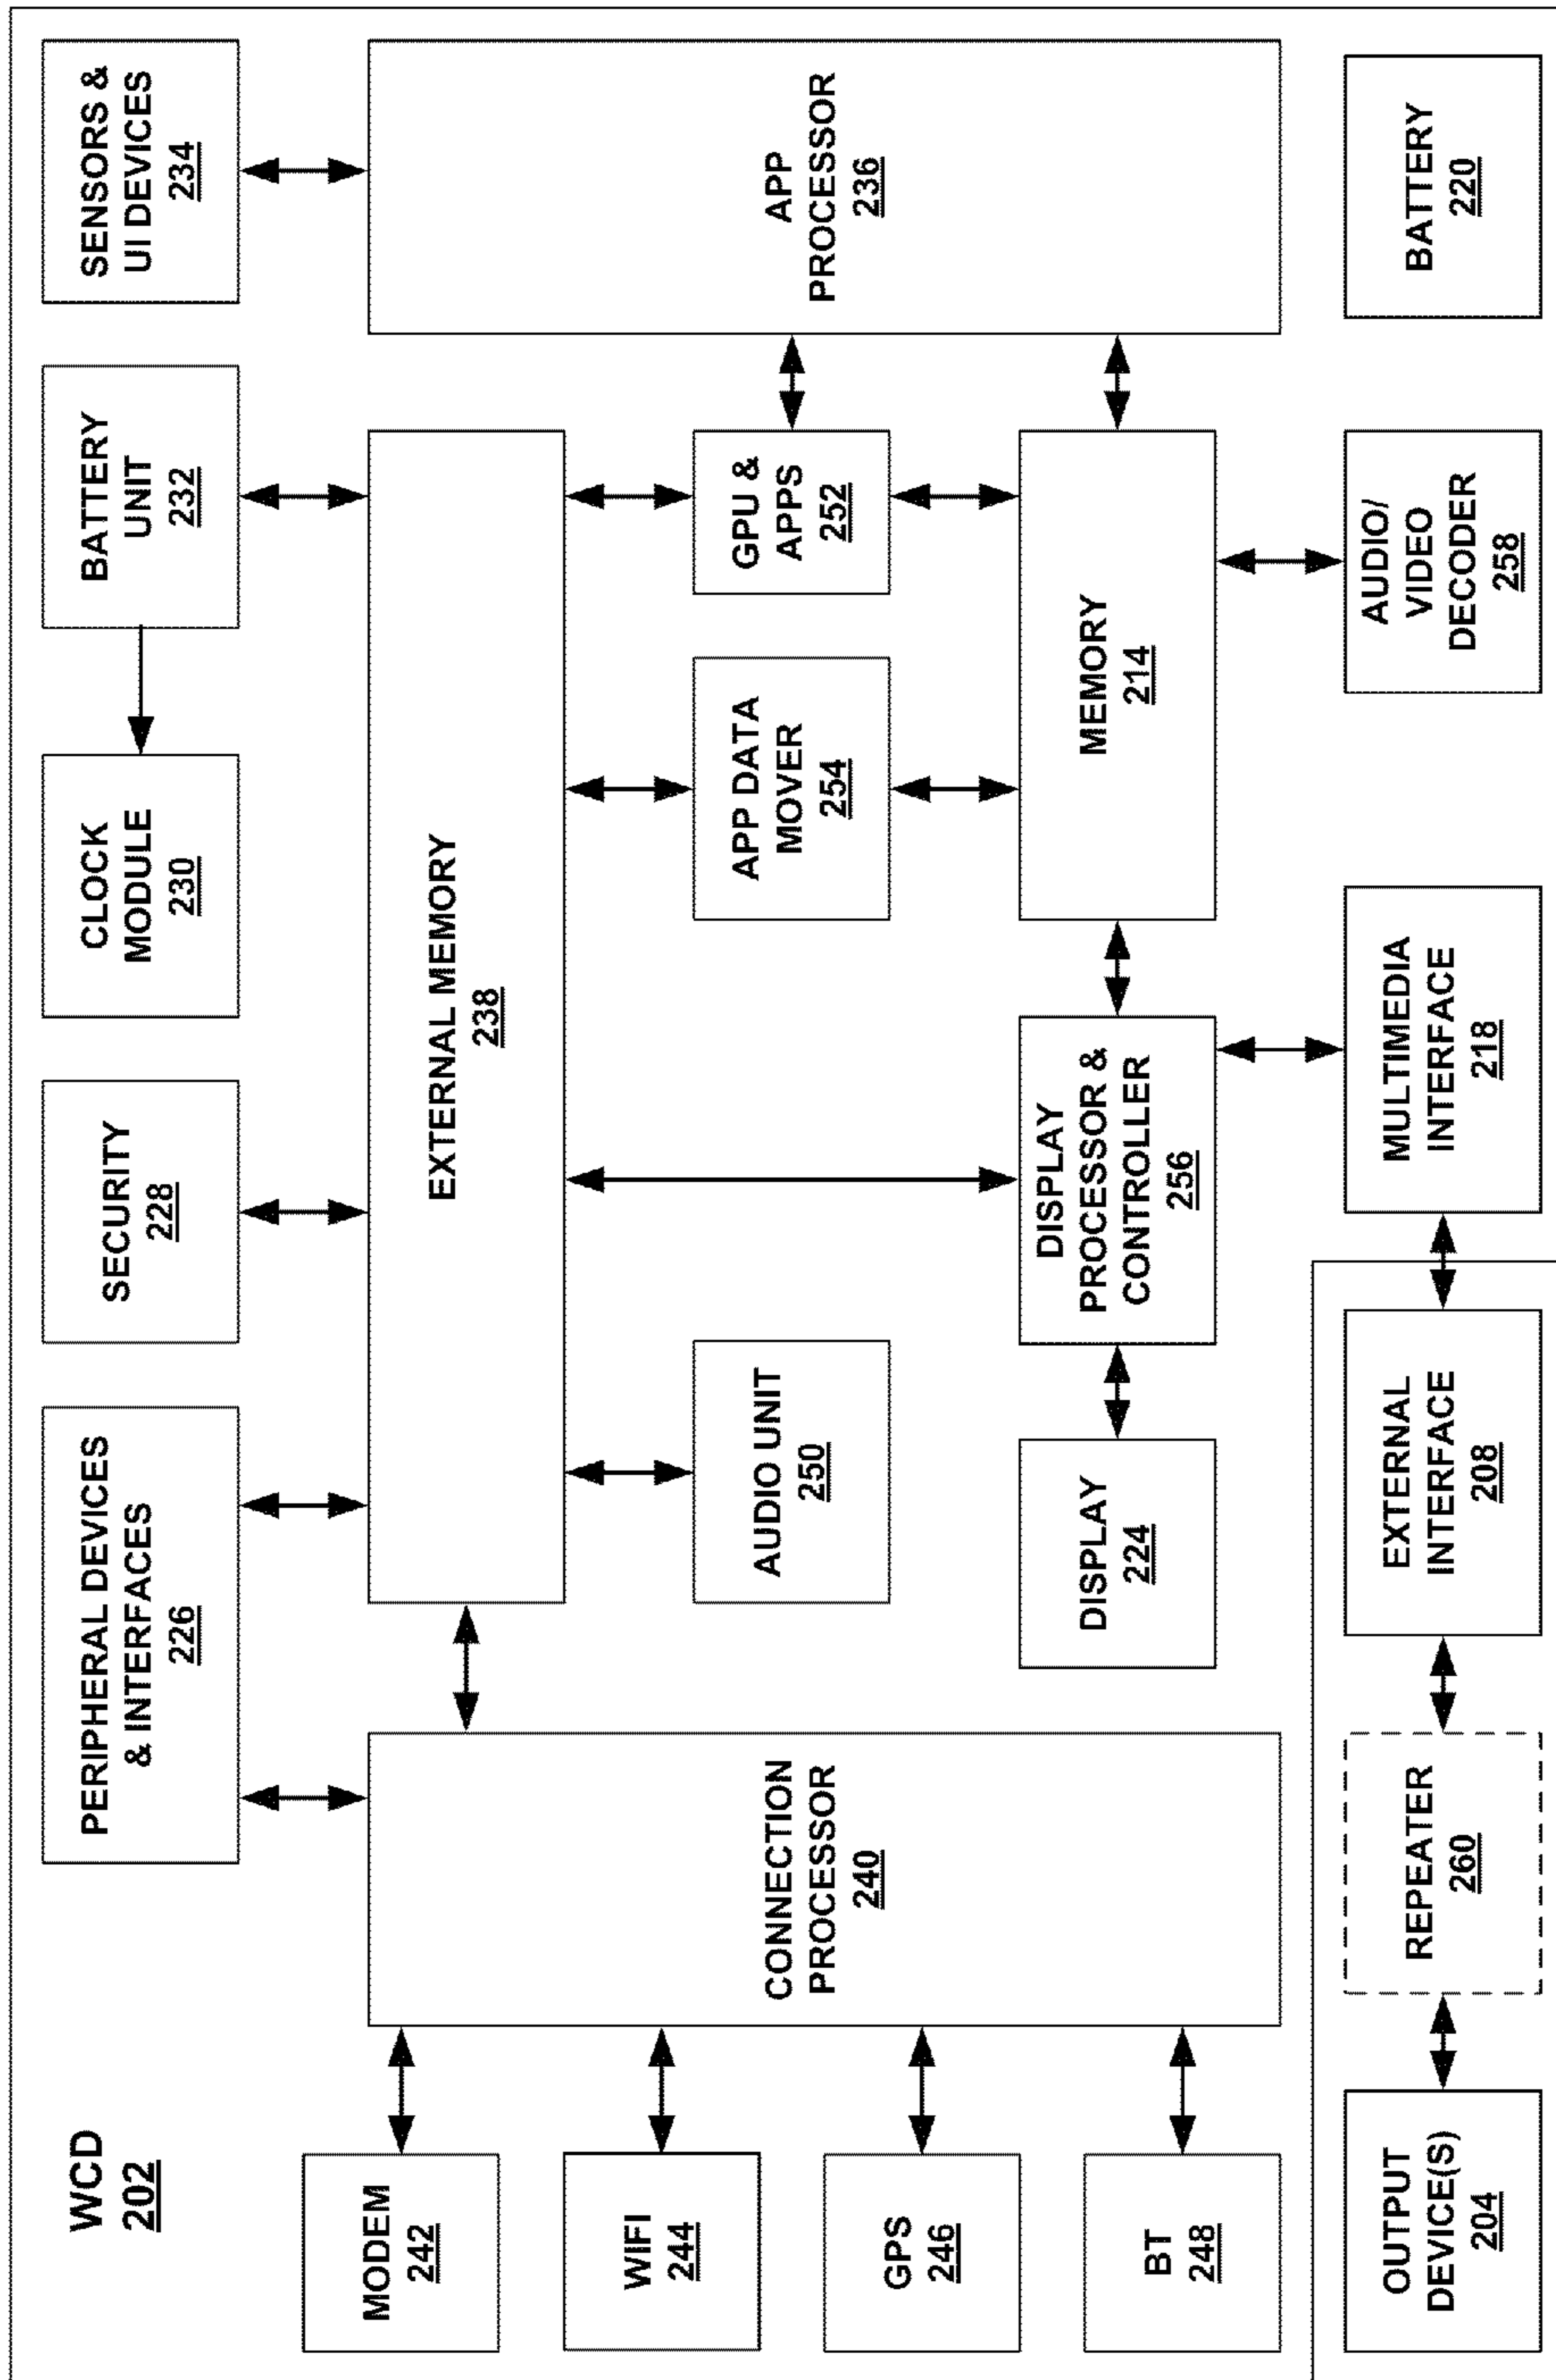 WCD
202
PERIPHERAL DEVICES
& INTERFACES
226
SECURITY
228
CLOCK
MODULE
230
BATTERY
UNIT
232
SENSORS &
UI DEVICES
234
MODEM
242
WIFI
244
GPS
246
BT
248
CONNECTION
PROCESSOR
240
EXTERNAL MEMORY
238
AUDIO UNIT
250
APP DATA
MOVER
254
GPU &
APPS
252
APP
PROCESSOR
236
DISPLAY
224
DISPLAY
PROCESSOR &
CONTROLLER
256
MEMORY
214
OUTPUT
DEVICE(S)
204
REPEATER
260
EXTERNAL
INTERFACE
208
MULTIMEDIA
INTERFACE
218
AUDIO/
VIDEO
DECODER
258
BATTERY
220